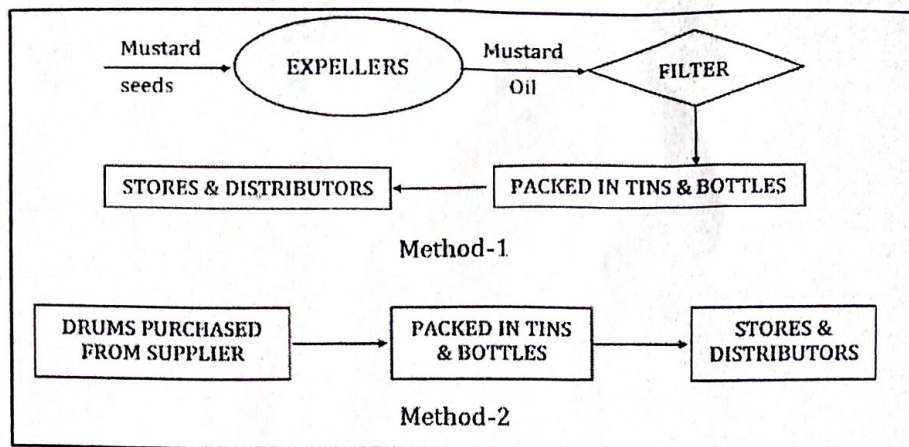 Mustard
seeds
EXPELLERS
Mustard
Oil
FILTER
PACKED IN TINS & BOTTLES
STORES & DISTRIBUTORS
Method-1
DRUMS PURCHASED
FROM SUPPLIER
PACKED IN TINS
& BOTTLES
STORES &
DISTRIBUTORS
Method-2